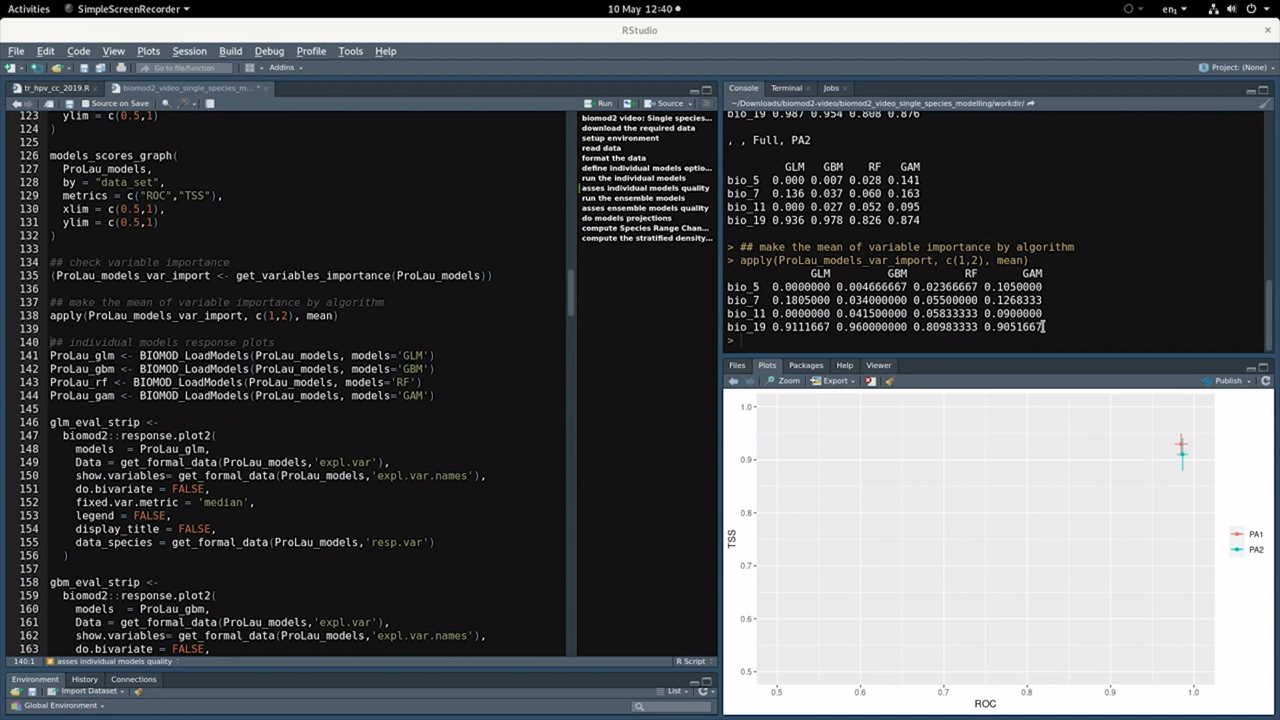 Activities SimpleScreenRecorder 10 May 12:40 en₁
RStudio
File Edit Code View Plots Session Build Debug Profile Tools Help
Go to file/function Addins Project: (None)
tr_hpv_cc_2019.R biomod2_video_single_species_m...*
Source on Save Run Source
123 ylim = c(0.5,1)
124 )
125
126 models_scores_graph(
127 ProLau_models,
128 by = "data_set",
129 metrics = c("ROC","TSS"),
130 xlim = c(0.5,1),
131 ylim = c(0.5,1)
132 )
133
134 ## check variable importance
135 (ProLau_models_var_import <- get_variables_importance(ProLau_models))
136
137 ## make the mean of variable importance by algorithm
138 apply(ProLau_models_var_import, c(1,2), mean)
139
140 ## individual models response plots
141 ProLau_glm <- BIOMOD_LoadModels(ProLau_models, models='GLM')
142 ProLau_gbm <- BIOMOD_LoadModels(ProLau_models, models='GBM')
143 ProLau_rf <- BIOMOD_LoadModels(ProLau_models, models='RF')
144 ProLau_gam <- BIOMOD_LoadModels(ProLau_models, models='GAM')
145
146 glm_eval_strip <-
147 biomod2::response.plot2(
148 models = ProLau_glm,
149 Data = get_formal_data(ProLau_models,'expl.var'),
150 show.variables= get_formal_data(ProLau_models,'expl.var.names'),
151 do.bivariate = FALSE,
152 fixed.var.metric = 'median',
153 legend = FALSE,
154 display_title = FALSE,
155 data_species = get_formal_data(ProLau_models,'resp.var')
156 )
157
158 gbm_eval_strip <-
159 biomod2::response.plot2(
160 models = ProLau_gbm,
161 Data = get_formal_data(ProLau_models,'expl.var'),
162 show.variables= get_formal_data(ProLau_models,'expl.var.names'),
163 do.bivariate = FALSE,
140:1 asses individual models quality R Script
biomod2 video: Single species...
download the required data
setup environment
read data
format the data
define individual models optio...
run the individual models
asses individual models quality
run the ensemble models
asses ensemble models quality
do models projections
compute Species Range Chan...
compute the stratified density...
Environment History Connections
Import Dataset List
Global Environment
Console Terminal Jobs
~/Downloads/biomod2-video/biomod2_video_single_species_modelling/workdir/
bio_19 0.987 0.954 0.808 0.876
, , Full, PA2
GLM GBM RF GAM
bio_5 0.000 0.007 0.028 0.141
bio_7 0.136 0.037 0.060 0.163
bio_11 0.000 0.027 0.052 0.095
bio_19 0.936 0.978 0.826 0.874
> ## make the mean of variable importance by algorithm
> apply(ProLau_models_var_import, c(1,2), mean)
GLM GBM RF GAM
bio_5 0.0000000 0.004666667 0.02366667 0.1050000
bio_7 0.1805000 0.034000000 0.05500000 0.1268333
bio_11 0.0000000 0.041500000 0.05833333 0.0900000
bio_19 0.9111667 0.960000000 0.80983333 0.9051667
>
Files Plots Packages Help Viewer
Zoom Export Publish
1.0
0.9
0.8
0.7
0.6
0.5
TSS
0.5 0.6 0.7 0.8 0.9 1.0
ROC
PA1
PA2